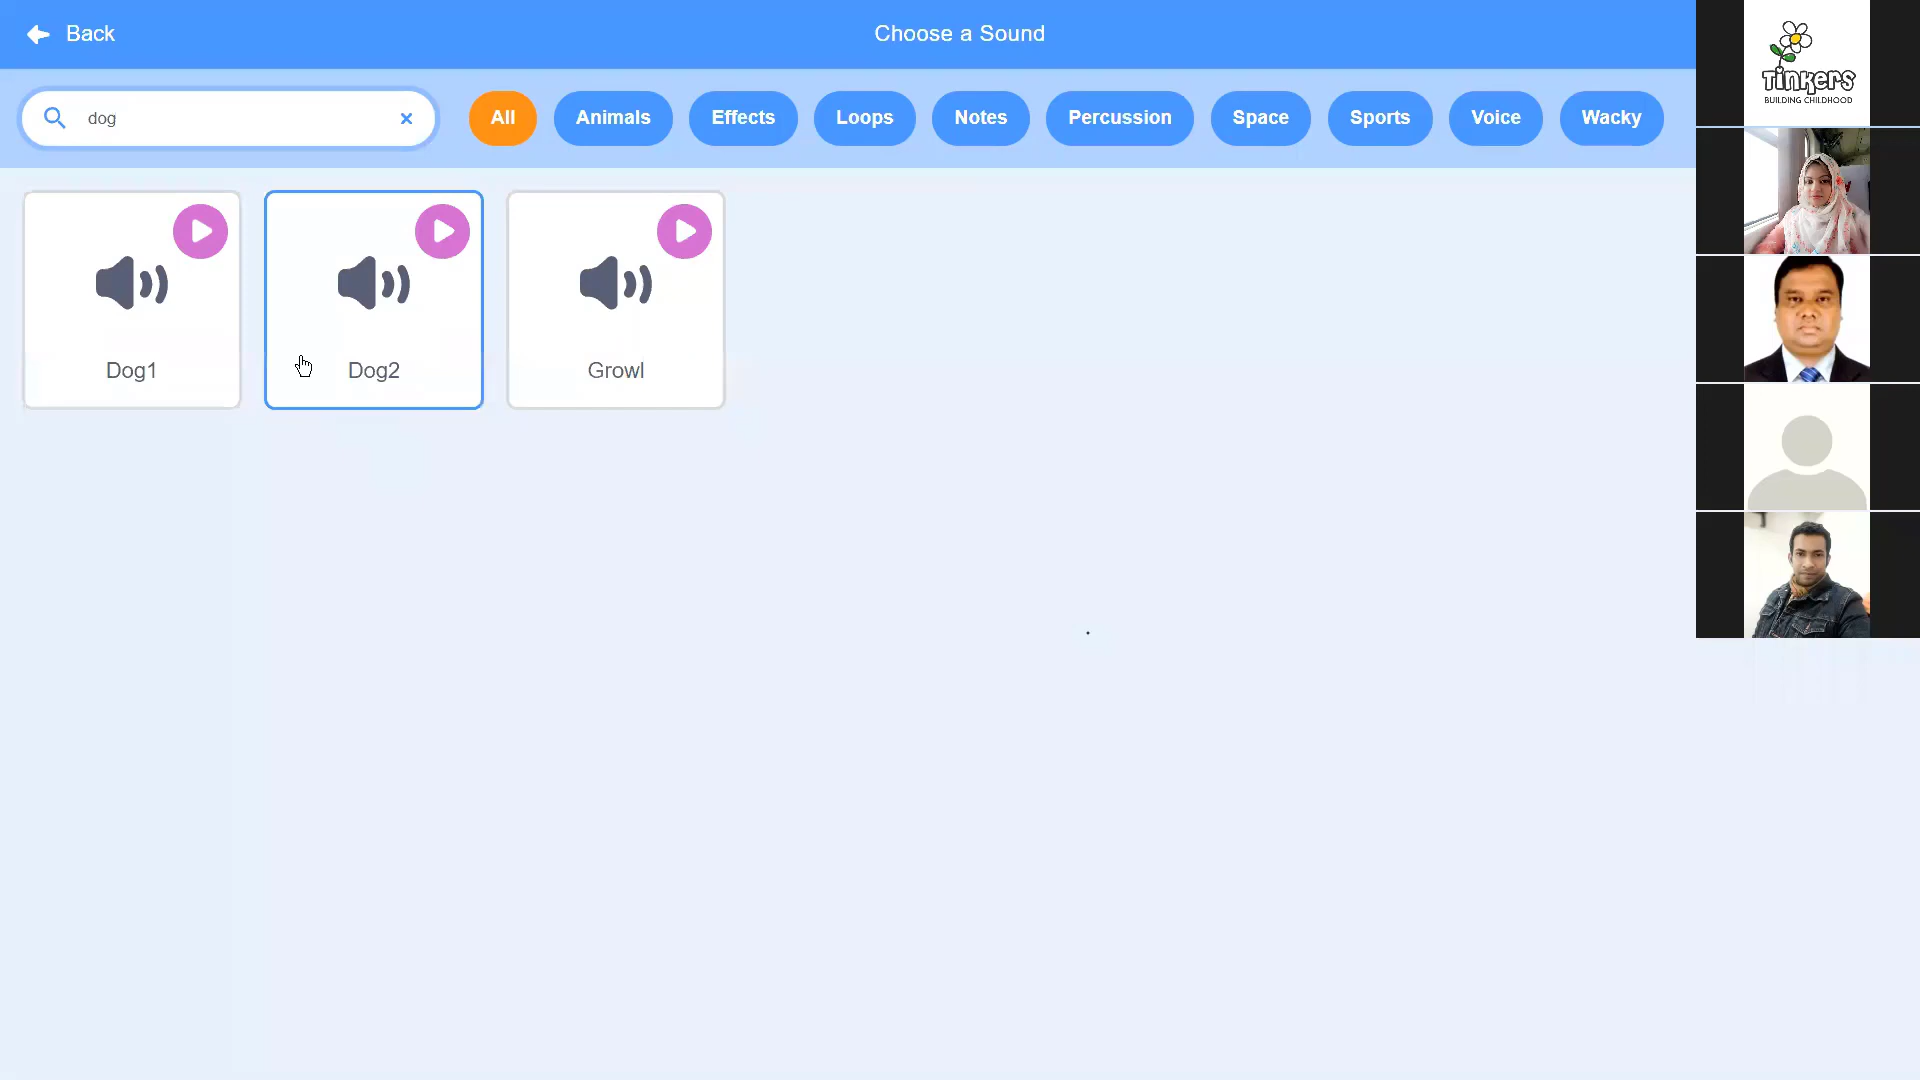 Back
Choose a Sound
dog
All
Animals
Effects
Loops
Notes
Percussion
Space
Sports
Voice
Wacky
Dog1
Dog2
Growl
Tinkers
BUILDING CHILDHOOD